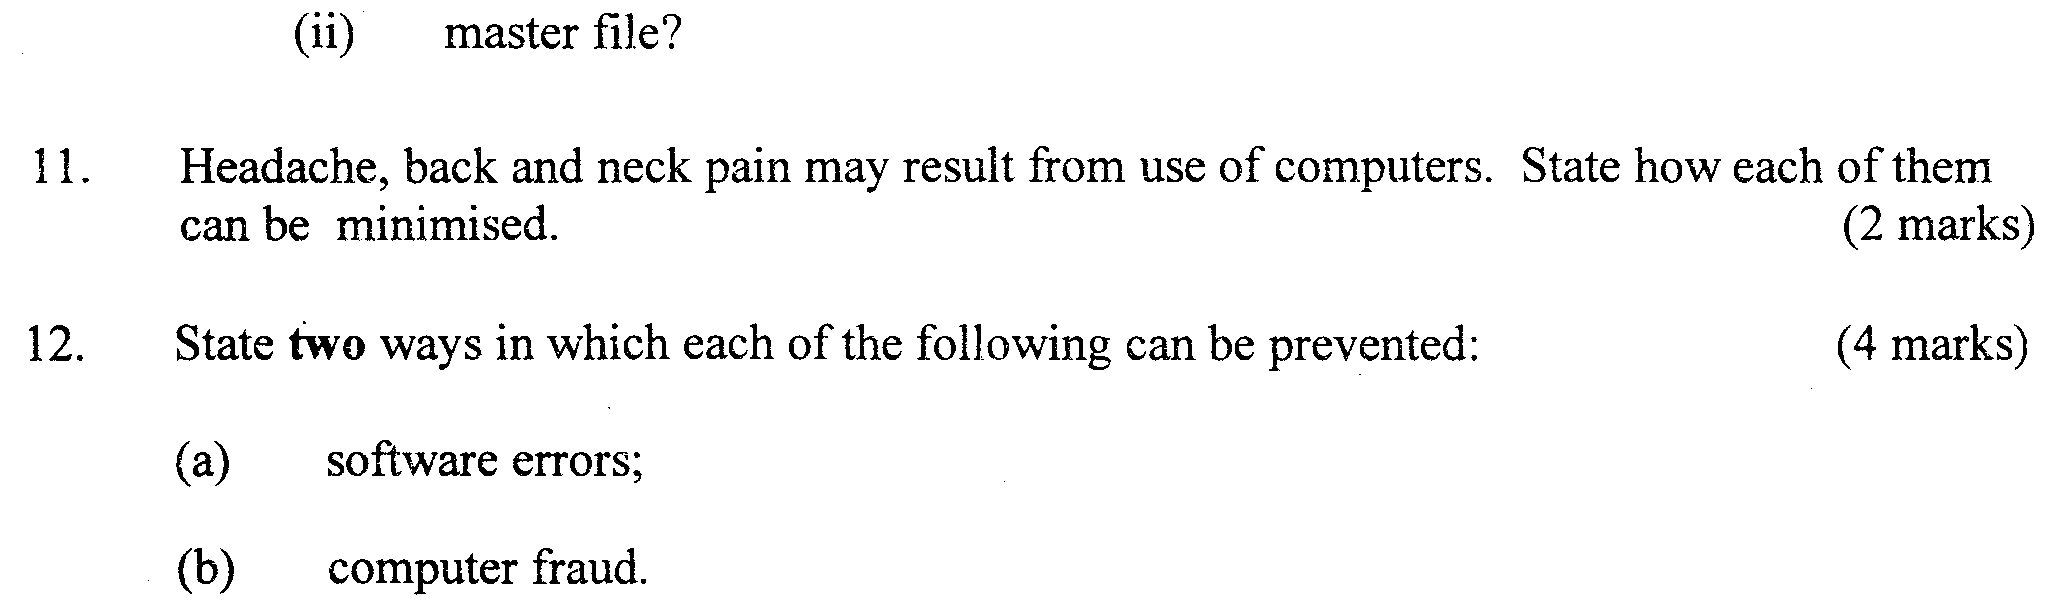 (ii) master file?
11. Headache, back and neck pain may result from use of computers. State how each of them
can be minimised. (2 marks)
12. State two ways in which each of the following can be prevented: (4 marks)
(a) software errors;
(b) computer fraud.